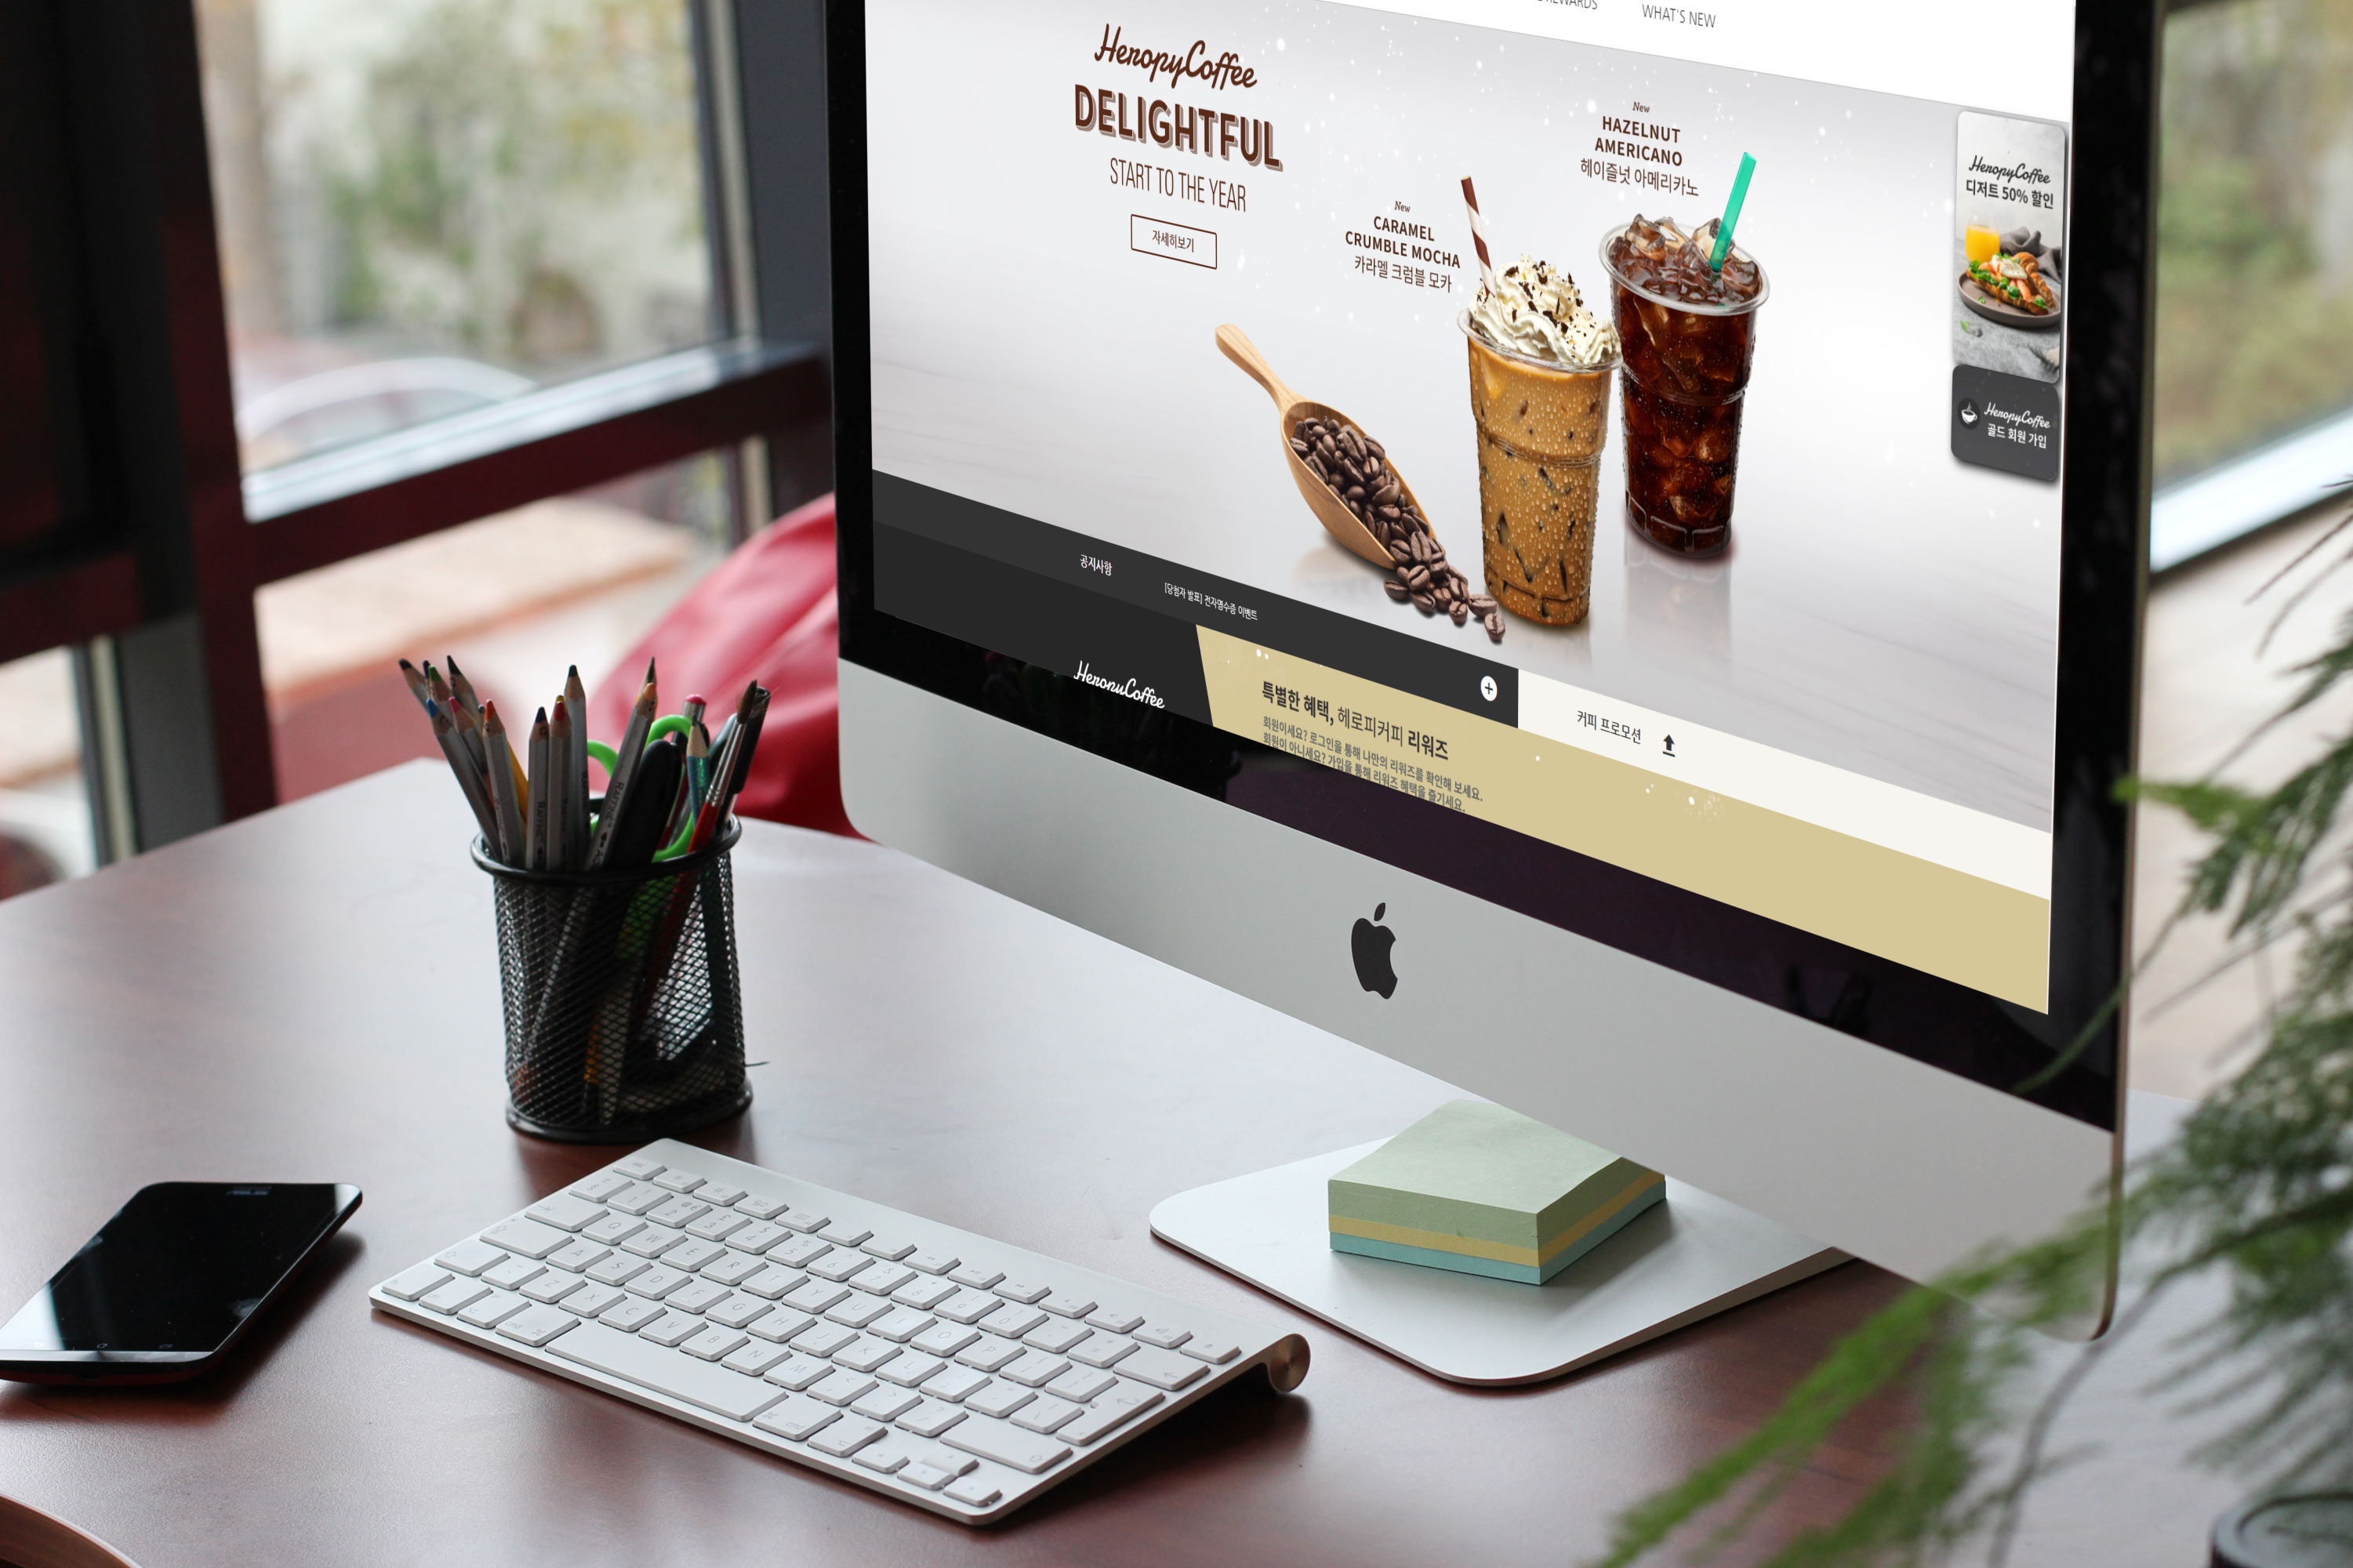 WHAT'S NEW
HeropyCoffee
DELIGHTFUL
START TO THE YEAR
자세히보기
New
CARAMEL
CRUMBLE MOCHA
카라멜 크럼블 모카
New
HAZELNUT
AMERICANO
헤이즐넛 아메리카노
HeropyCoffee
디저트 50% 할인
HeropyCoffee
골드 회원 가입
공지사항
[당첨자 발표] 전자영수증 이벤트
커피 프로모션
HeropyCoffee
특별한 혜택, 헤로피커피 리워즈
회원이세요? 로그인을 통해 나만의 리워즈를 확인해 보세요.
회원이 아니세요? 가입을 통해 리워즈 혜택을 즐기세요.